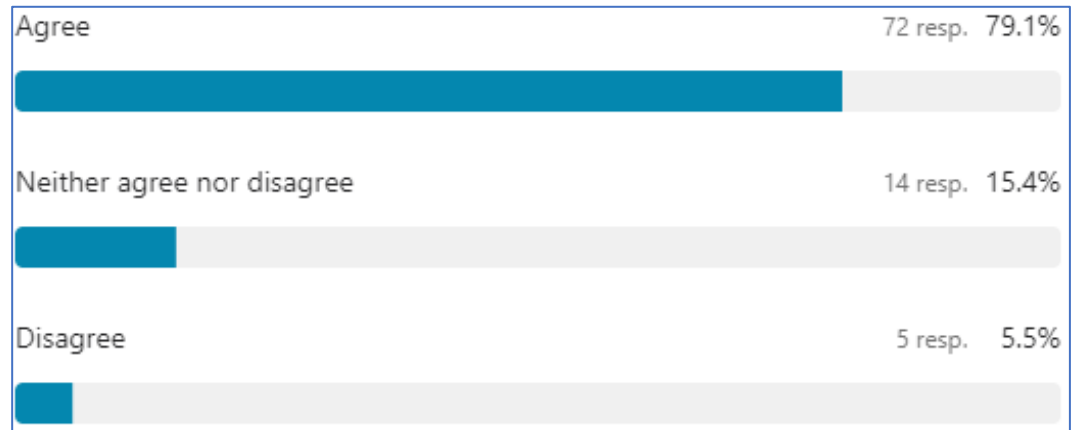 Agree 72 resp. 79.1%
Neither agree nor disagree 14 resp. 15.4%
Disagree 5 resp. 5.5%